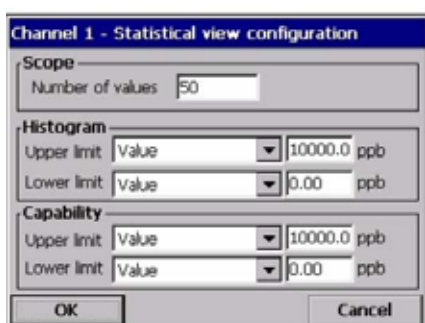 Channel 1 - Statistical view configuration
Scope
Number of values 50
Histogram
Upper limit Value 10000.0 ppb
Lower limit Value 0.00 ppb
Capability
Upper limit Value 10000.0 ppb
Lower limit Value 0.00 ppb
OK Cancel